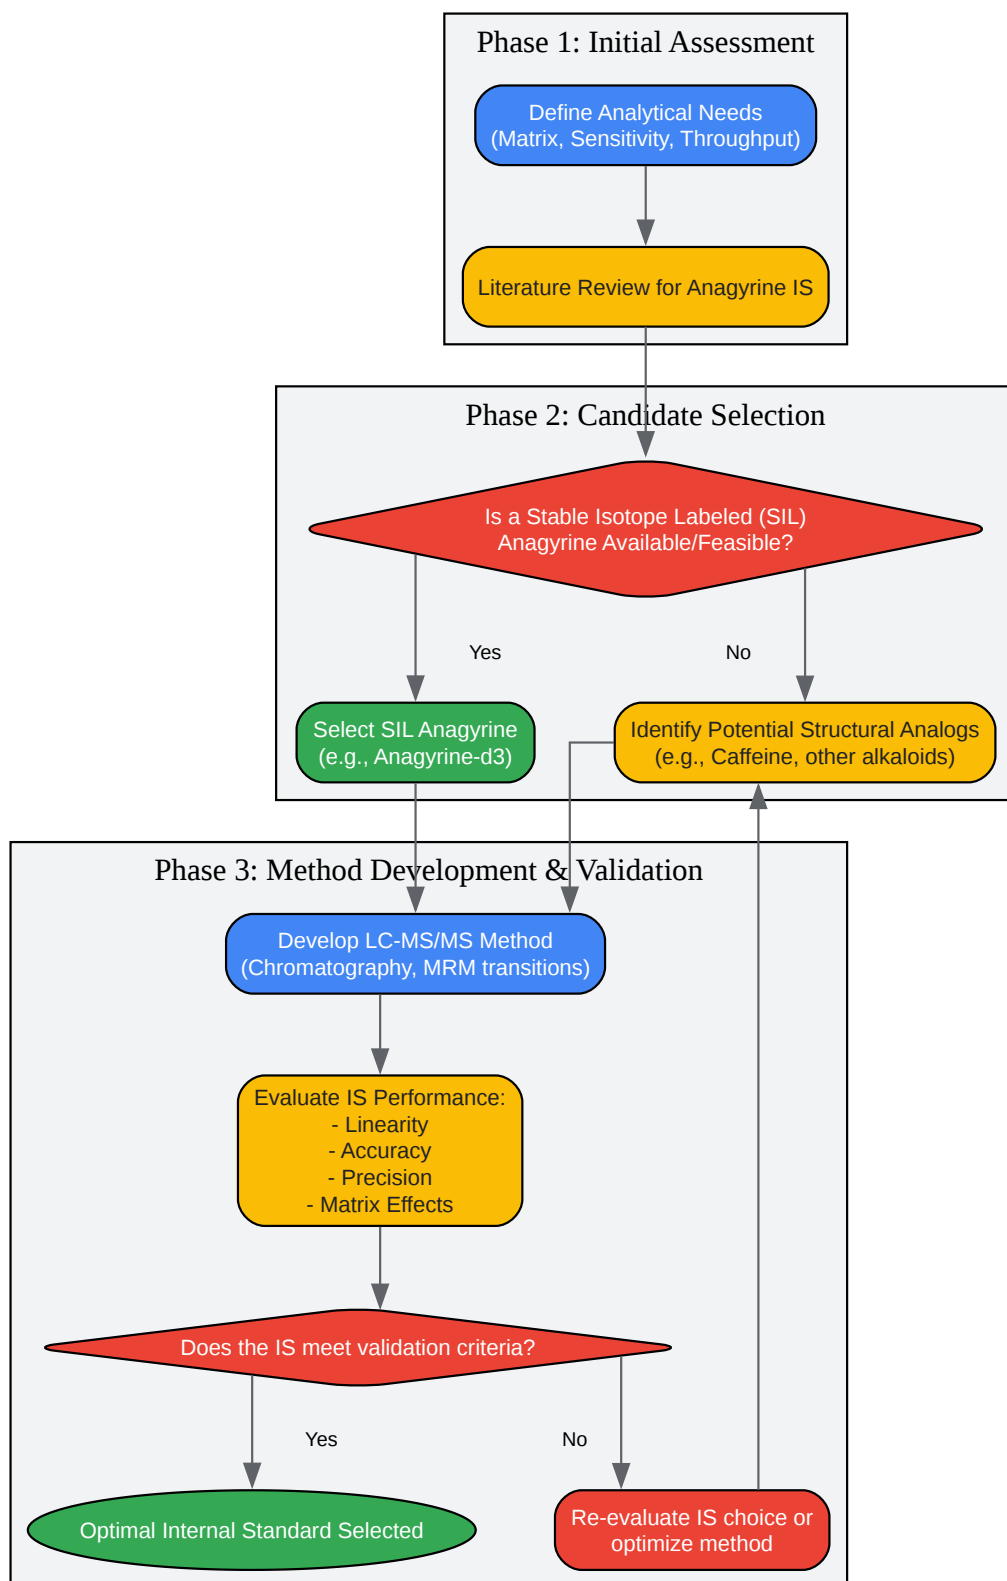 Phase 1: Initial Assessment
Define Analytical Needs
(Matrix, Sensitivity, Throughput)
Literature Review for Anagyrine IS
Phase 2: Candidate Selection
Is a Stable Isotope Labeled (SIL)
Anagyrine Available/Feasible?
Yes
No
Select SIL Anagyrine
(e.g., Anagyrine-d3)
Identify Potential Structural Analogs
(e.g., Caffeine, other alkaloids)
Phase 3: Method Development & Validation
Develop LC-MS/MS Method
(Chromatography, MRM transitions)
Evaluate IS Performance:
- Linearity
- Accuracy
- Precision
- Matrix Effects
Does the IS meet validation criteria?
Yes
No
Optimal Internal Standard Selected
Re-evaluate IS choice or
optimize method